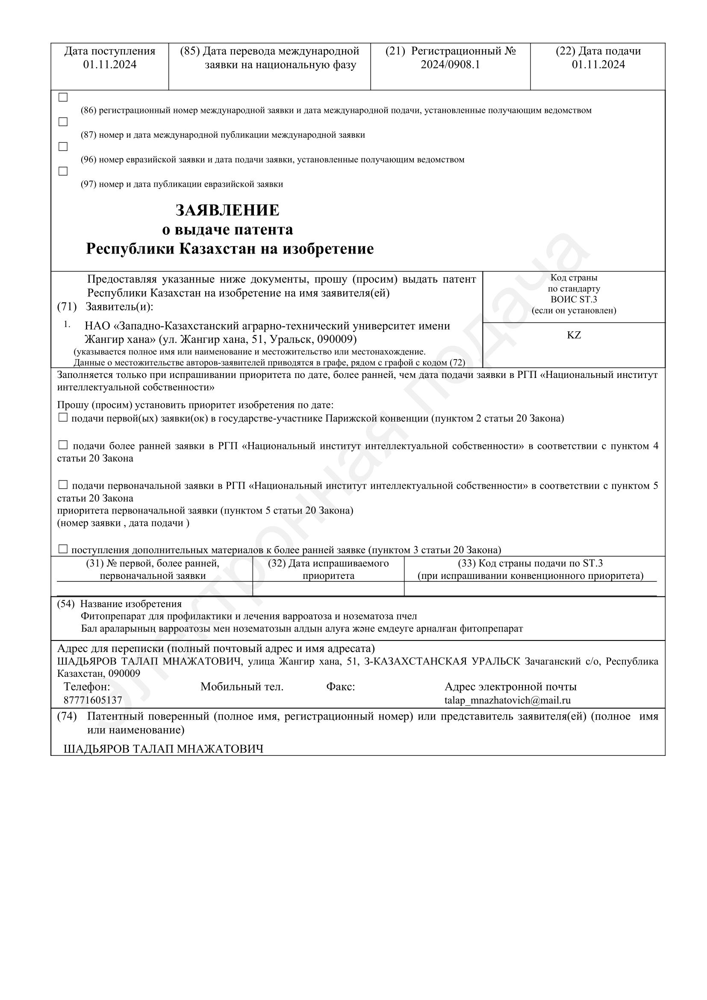 Дата поступления
01.11.2024
(85) Дата перевода международной
заявки на национальную фазу
(21) Регистрационный №
2024/0908.1
(22) Дата подачи
01.11.2024
☐
(86) регистрационный номер международной заявки и дата международной подачи, установленные получающим ведомством
☐
(87) номер и дата международной публикации международной заявки
☐
(96) номер евразийской заявки и дата подачи заявки, установленные получающим ведомством
☐
(97) номер и дата публикации евразийской заявки
ЗАЯВЛЕНИЕ
о выдаче патента
Республики Казахстан на изобретение
Предоставляя указанные ниже документы, прошу (просим) выдать патент
Республики Казахстан на изобретение на имя заявителя(ей)
(71) Заявитель(и):
1. НАО «Западно-Казахстанский аграрно-технический университет имени
Жангир хана» (ул. Жангир хана, 51, Уральск, 090009)
(указывается полное имя или наименование и местожительство или местонахождение.
Данные о местожительстве авторов-заявителей приводятся в графе, рядом с графой с кодом (72)
Код страны
по стандарту
ВОИС ST.3
(если он установлен)
KZ
Заполняется только при испрашивании приоритета по дате, более ранней, чем дата подачи заявки в РГП «Национальный институт
интеллектуальной собственности»
Прошу (просим) установить приоритет изобретения по дате:
☐ подачи первой(ых) заявки(ок) в государстве-участнике Парижской конвенции (пунктом 2 статьи 20 Закона)
☐ подачи более ранней заявки в РГП «Национальный институт интеллектуальной собственности» в соответствии с пунктом 4
статьи 20 Закона
☐ подачи первоначальной заявки в РГП «Национальный институт интеллектуальной собственности» в соответствии с пунктом 5
статьи 20 Закона
приоритета первоначальной заявки (пунктом 5 статьи 20 Закона)
(номер заявки , дата подачи )
☐ поступления дополнительных материалов к более ранней заявке (пунктом 3 статьи 20 Закона)
(31) № первой, более ранней,
первоначальной заявки
(32) Дата испрашиваемого
приоритета
(33) Код страны подачи по ST.3
(при испрашивании конвенционного приоритета)
(54) Название изобретения
Фитопрепарат для профилактики и лечения варроатоза и нозематоза пчел
Бал араларының варроатозы мен нозематозын алдын алуға және емдеуге арналған фитопрепарат
Адрес для переписки (полный почтовый адрес и имя адресата)
ШАДЬЯРОВ ТАЛАП МНАЖАТОВИЧ, улица Жангир хана, 51, З-КАЗАХСТАНСКАЯ УРАЛЬСК Зачаганский с/о, Республика
Казахстан, 090009
Телефон: Мобильный тел. Факс: Адрес электронной почты
87771605137 talap_mnazhatovich@mail.ru
(74) Патентный поверенный (полное имя, регистрационный номер) или представитель заявителя(ей) (полное имя
или наименование)
ШАДЬЯРОВ ТАЛАП МНАЖАТОВИЧ
Электронная подача